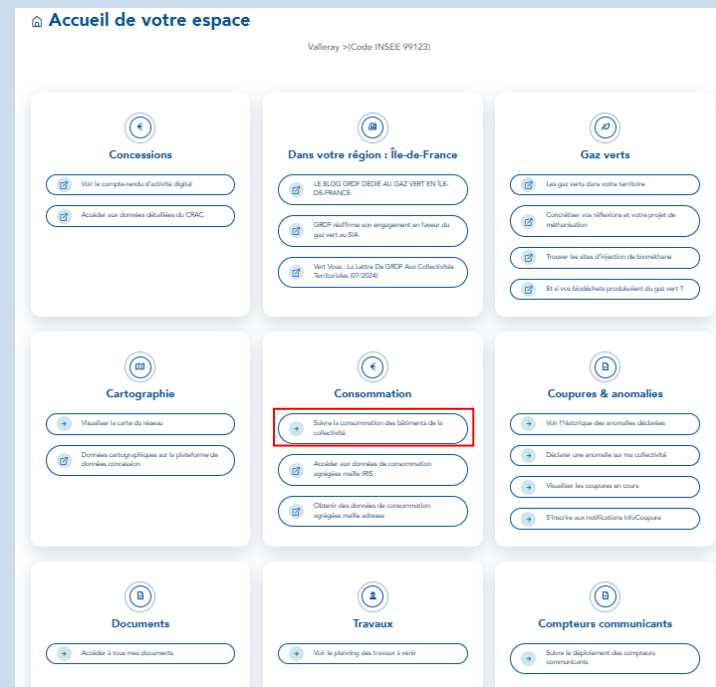 Accueil de votre espace
Valleray >(Code INSEE 99123)
Concessions
Voir le compte-rendu d'activité digital
Accéder aux données détaillées du CRAC
Dans votre région : Île-de-France
LE BLOG GRDF DÉDIÉ AU GAZ VERT EN ÎLE-
DE-FRANCE
GRDF réaffirme son engagement en faveur du
gaz vert au SIA
Vert Vous : La Lettre De GRDF Aux Collectivités
Territoriales (07/2024)
Gaz verts
Les gaz verts dans votre territoire
Concrétiser vos réflexions et votre projet de
méthanisation
Trouver les sites d'injection de biométhane
Et si vos biodéchets produisaient du gaz vert ?
Cartographie
Visualiser la carte du réseau
Données cartographiques sur la plateforme de
données concession
Consommation
Suivre la consommation des bâtiments de la
collectivité
Accéder aux données de consommation
agrégées maille IRIS
Obtenir des données de consommation
agrégées maille adresse
Coupures & anomalies
Voir l'historique des anomalies déclarées
Déclarer une anomalie sur ma collectivité
Visualiser les coupures en cours
S'inscrire aux notifications InfoCoupure
Documents
Accéder à tous mes documents
Travaux
Voir le planning des travaux à venir
Compteurs communicants
Suivre le déploiement des compteurs
communicants